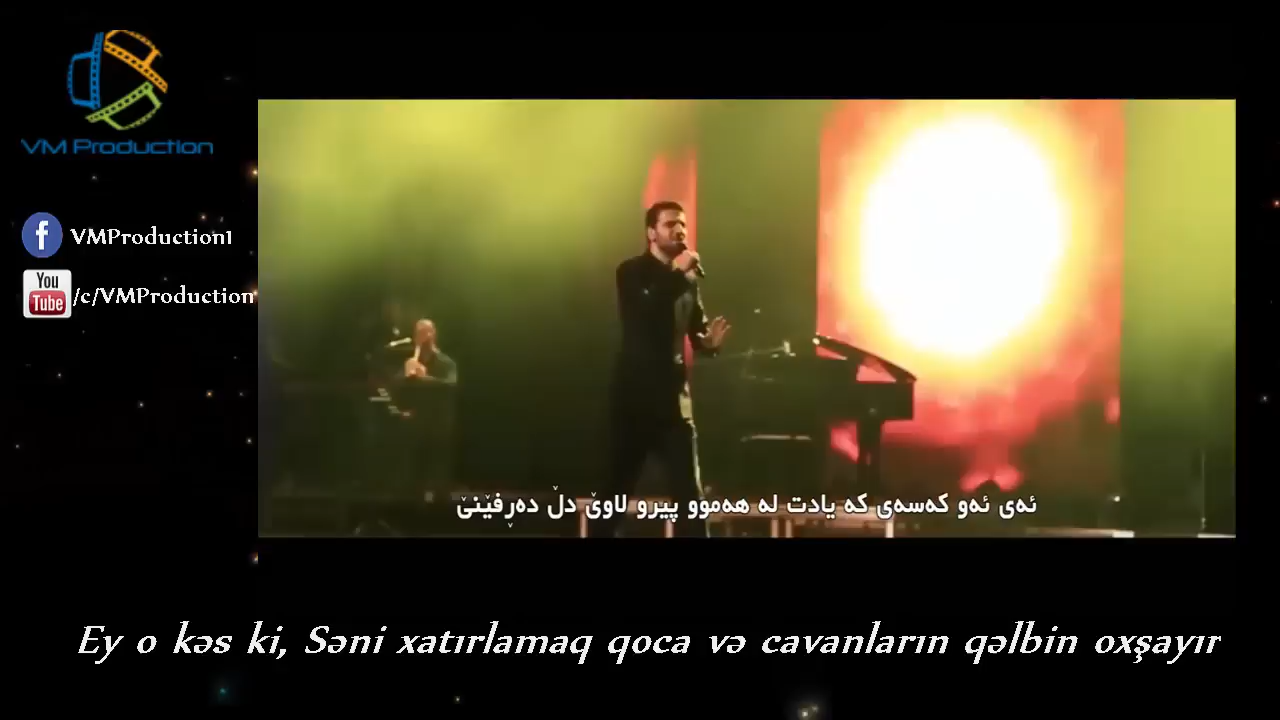 VM Production
VMProduction1
You
Tube
/c/VMProduction
ئەی ئەو کەسەی کە یادت لە هەموو پیرو لاوێ دڵ دەڕفێنێ
Ey o kəs ki, Səni xatırlamaq qoca və cavanların qəlbin oxşayır